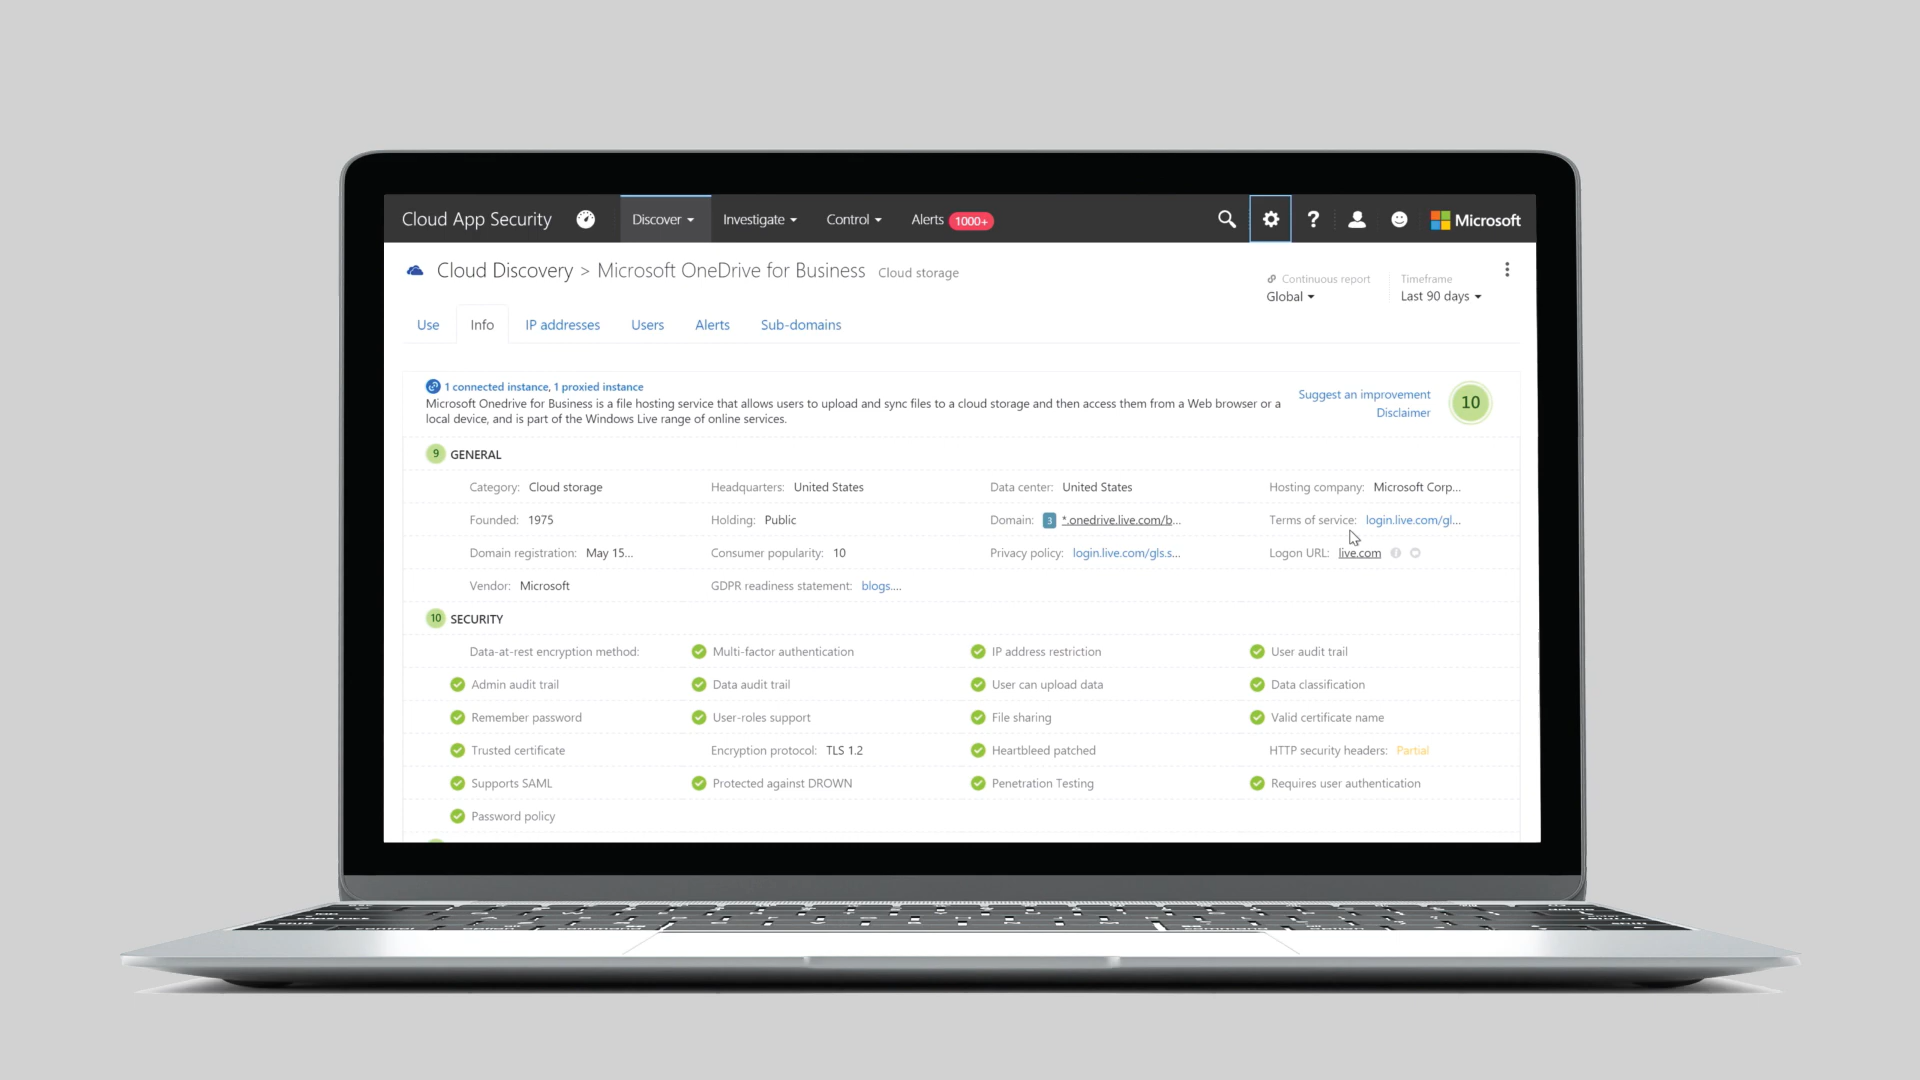 Cloud App Security Discover Investigate Control Alerts 1000+ ? Microsoft
Cloud Discovery > Microsoft OneDrive for Business Cloud storage
Continuous report Timeframe
Global Last 90 days
Use Info IP addresses Users Alerts Sub-domains
1 connected instance, 1 proxied instance
Microsoft Onedrive for Business is a file hosting service that allows users to upload and sync files to a cloud storage and then access them from a Web browser or a
local device, and is part of the Windows Live range of online services.
Suggest an improvement
Disclaimer
10
9 GENERAL
Category: Cloud storage Headquarters: United States Data center: United States Hosting company: Microsoft Corp...
Founded: 1975 Holding: Public Domain: 3 *.onedrive.live.com/b... Terms of service: login.live.com/gl...
Domain registration: May 15... Consumer popularity: 10 Privacy policy: login.live.com/gls.s... Logon URL: live.com
Vendor: Microsoft GDPR readiness statement: blogs....
10 SECURITY
Data-at-rest encryption method: Multi-factor authentication IP address restriction User audit trail
Admin audit trail Data audit trail User can upload data Data classification
Remember password User-roles support File sharing Valid certificate name
Trusted certificate Encryption protocol: TLS 1.2 Heartbleed patched HTTP security headers: Partial
Supports SAML Protected against DROWN Penetration Testing Requires user authentication
Password policy